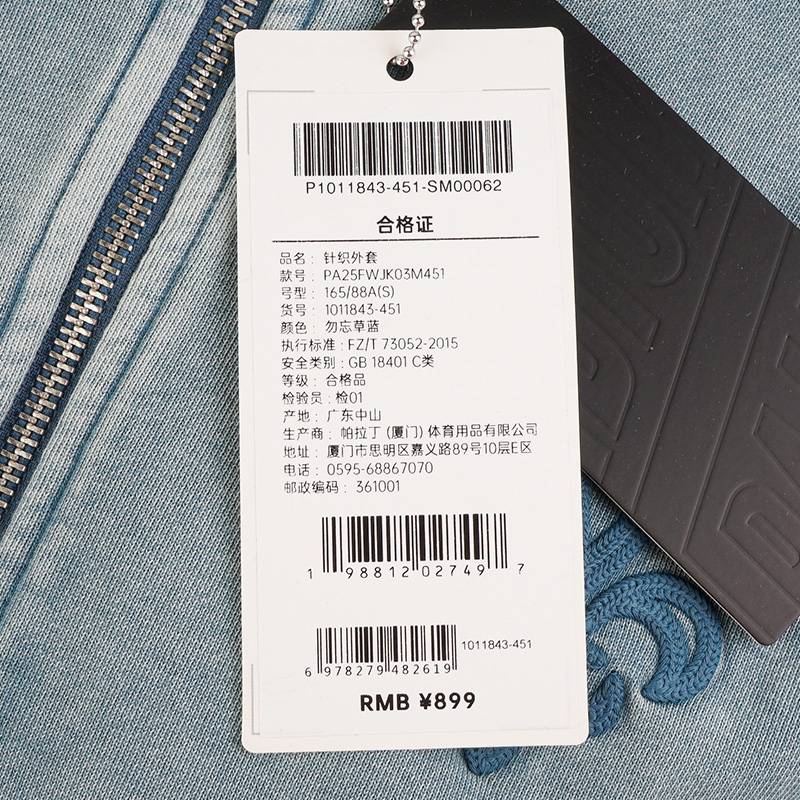 P1011843-451-SM00062
合格证
品名: 针织外套
款号: PA25FWJK03M451
号型: 165/88A(S)
货号: 1011843-451
颜色: 勿忘草蓝
执行标准: FZ/T 73052-2015
安全类别: GB 18401 C类
等级: 合格品
检验员: 检01
产地: 广东中山
生产商: 帕拉丁 (厦门) 体育用品有限公司
地址: 厦门市思明区嘉义路89号10层E区
电话: 0595-68867070
邮政编码: 361001
1 98812 02749 7
1011843-451
6 978279 482619
RMB ¥899